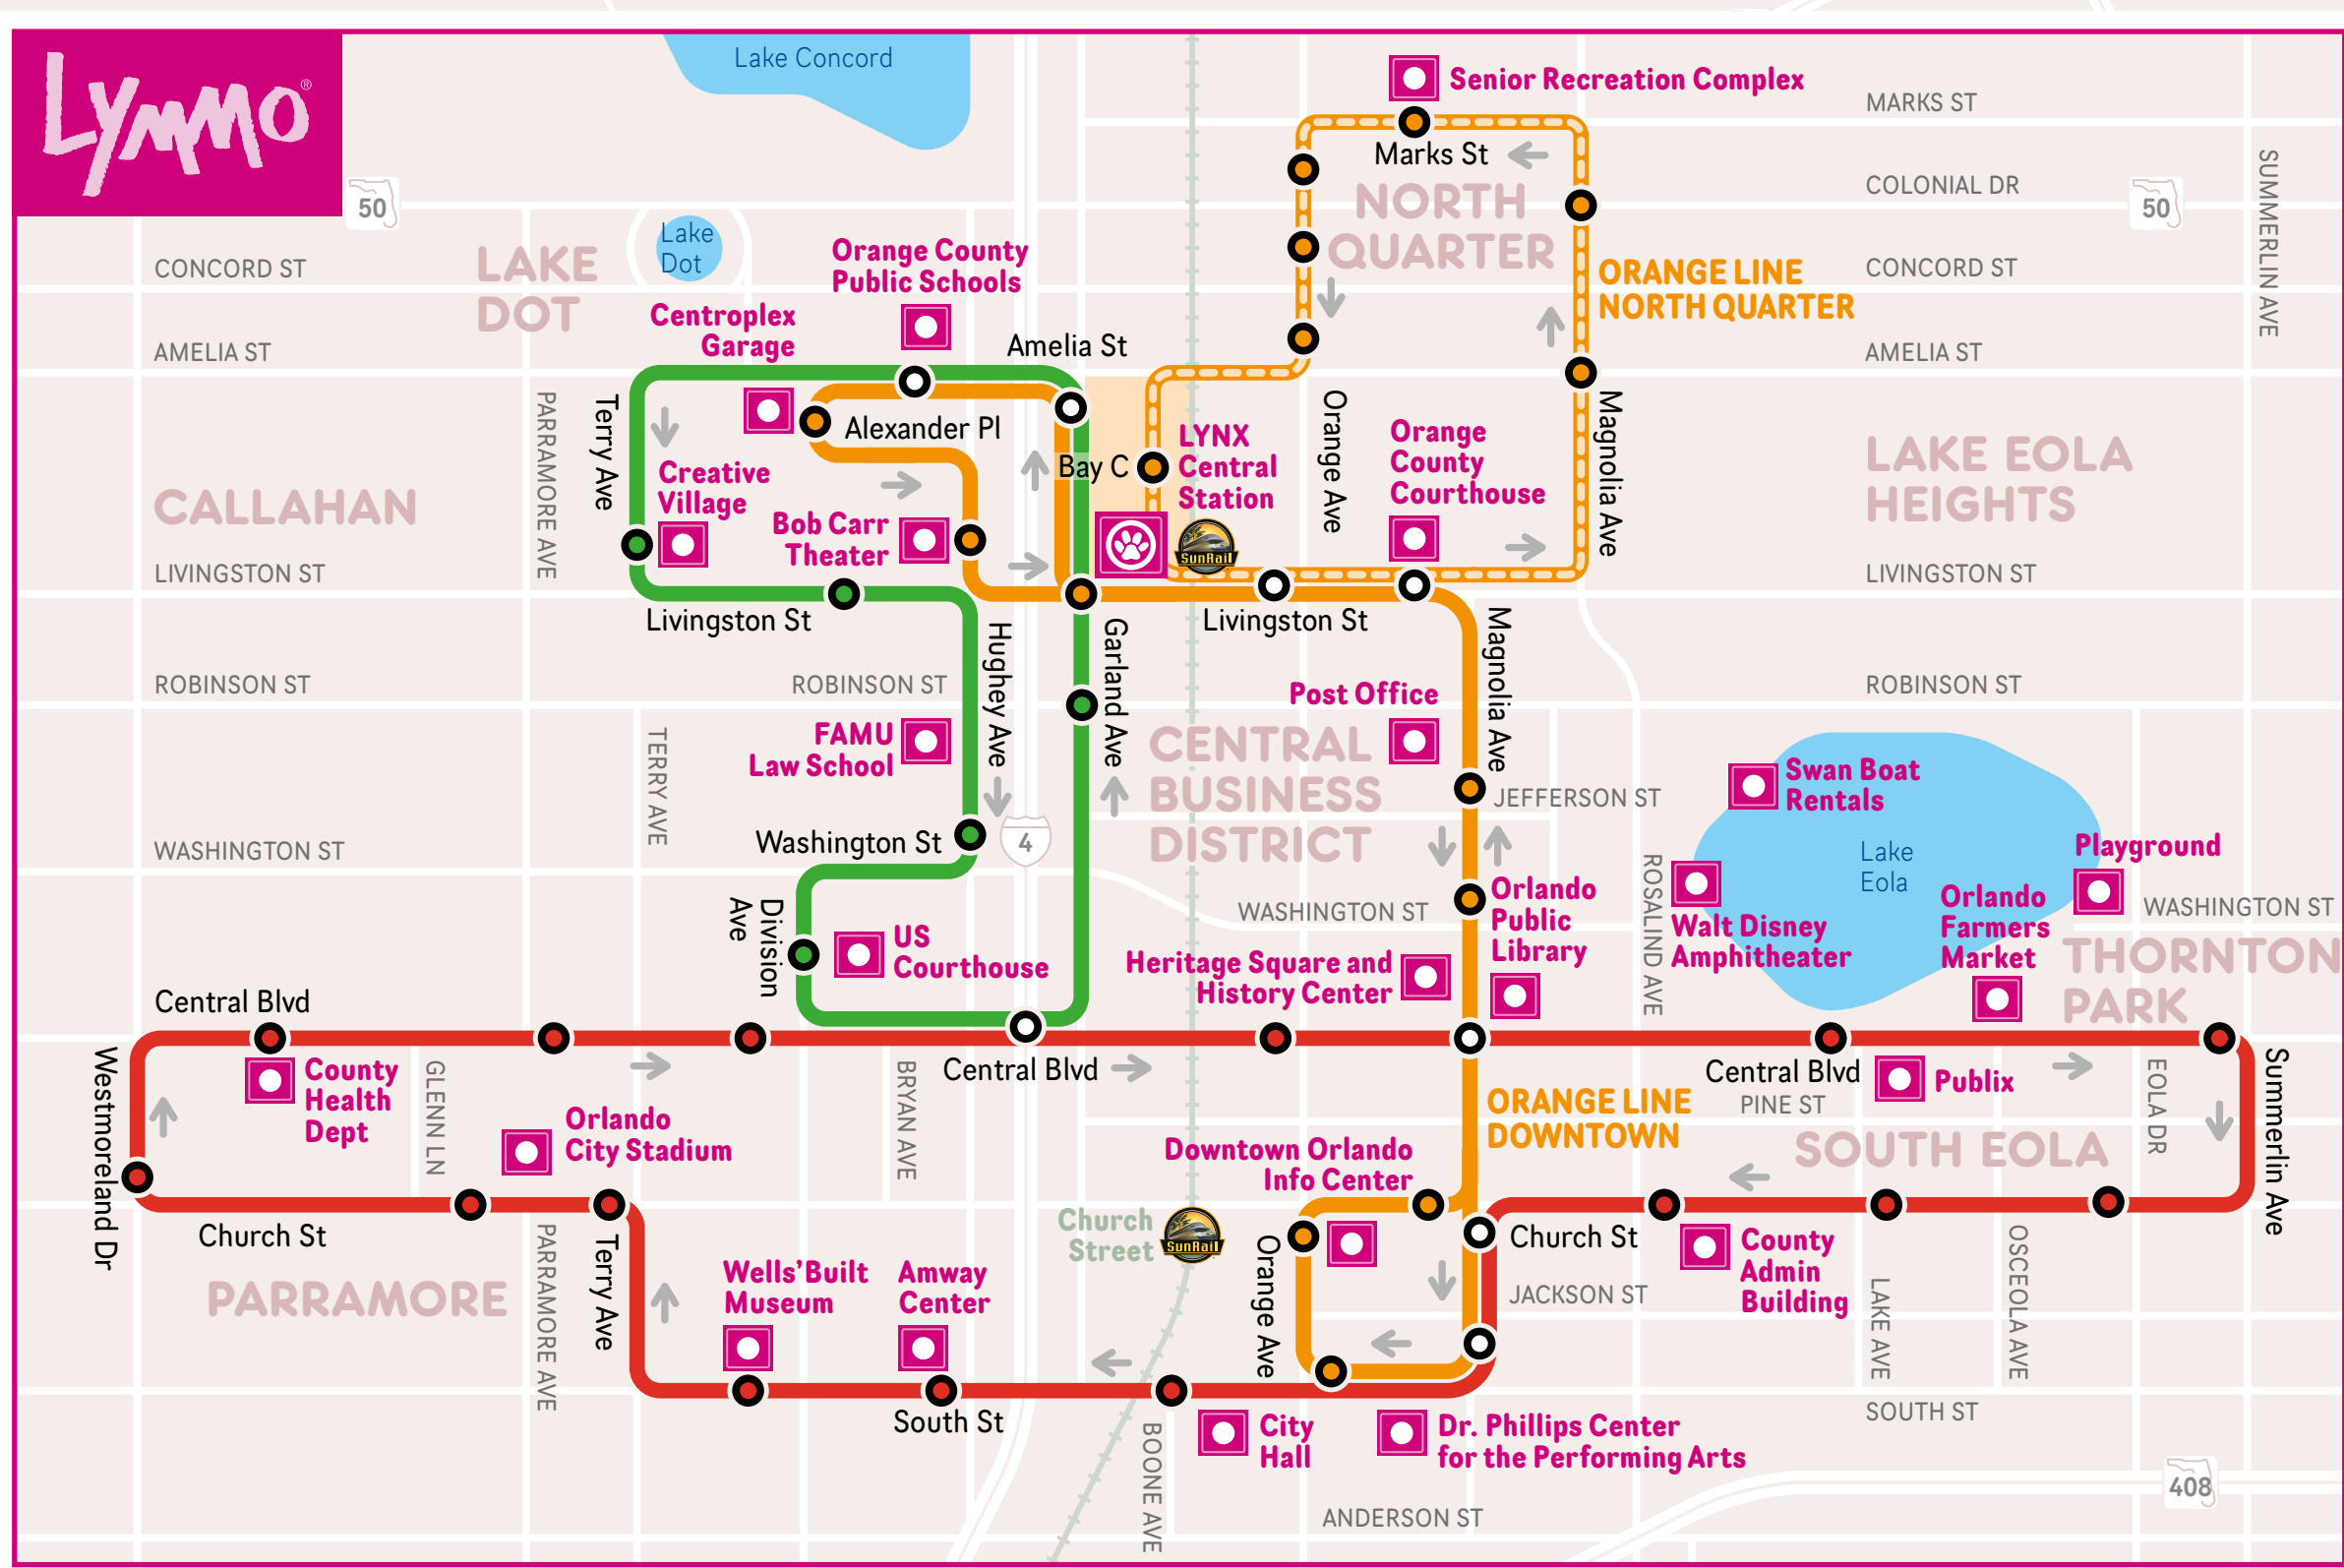 LYMMO®
Lake Concord
Senior Recreation Complex
MARKS ST
Marks St
50
COLONIAL DR
50
SUMMERLIN AVE
NORTH
QUARTER
Lake
Dot
LAKE
DOT
CONCORD ST
Orange County
Public Schools
ORANGE LINE
NORTH QUARTER
CONCORD ST
Centroplex
Garage
Amelia St
AMELIA ST
AMELIA ST
Terry Ave
PARRAMORE AVE
Alexander Pl
Orange Ave
Magnolia Ave
Bay C
LYNX
Central
Station
SunRail
Orange
County
Courthouse
LAKE EOLA
HEIGHTS
Creative
Village
CALLAHAN
Bob Carr
Theater
LIVINGSTON ST
LIVINGSTON ST
Livingston St
Livingston St
Hughey Ave
Garland Ave
Magnolia Ave
ROBINSON ST
ROBINSON ST
ROBINSON ST
Post Office
TERRY AVE
FAMU
Law School
CENTRAL
BUSINESS
DISTRICT
JEFFERSON ST
Swan Boat
Rentals
Lake
Eola
Playground
WASHINGTON ST
Washington St
4
Division
Ave
WASHINGTON ST
Orlando
Public
Library
ROSALIND AVE
Walt Disney
Amphitheater
Orlando
Farmers
Market
WASHINGTON ST
THORNTON
PARK
US
Courthouse
Heritage Square and
History Center
Central Blvd
Westmoreland Dr
County
Health
Dept
GLENN LN
BRYAN AVE
Central Blvd
Central Blvd
PINE ST
Publix
EOLA DR
Summerlin Ave
Orlando
City Stadium
ORANGE LINE
DOWNTOWN
SOUTH EOLA
Downtown Orlando
Info Center
Church St
Church
Street
SunRail
Church St
County
Admin
Building
PARRAMORE
PARRAMORE AVE
Terry Ave
Wells'Built
Museum
Amway
Center
Orange Ave
JACKSON ST
LAKE AVE
OSCEOLA AVE
South St
SOUTH ST
BOONE AVE
City
Hall
Dr. Phillips Center
for the Performing Arts
408
ANDERSON ST